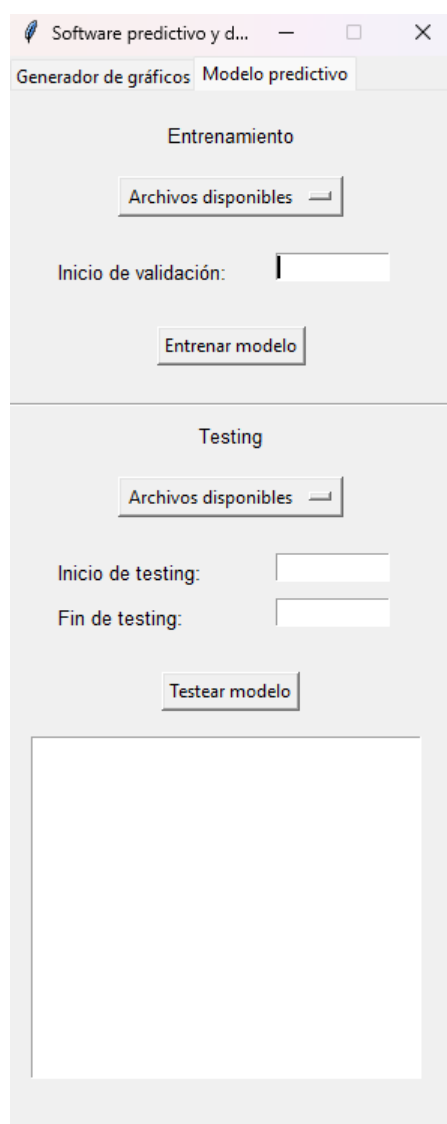 Software predictivo y d...
Generador de gráficos Modelo predictivo
Entrenamiento
Archivos disponibles
Inicio de validación:
Entrenar modelo
Testing
Archivos disponibles
Inicio de testing:
Fin de testing:
Testear modelo